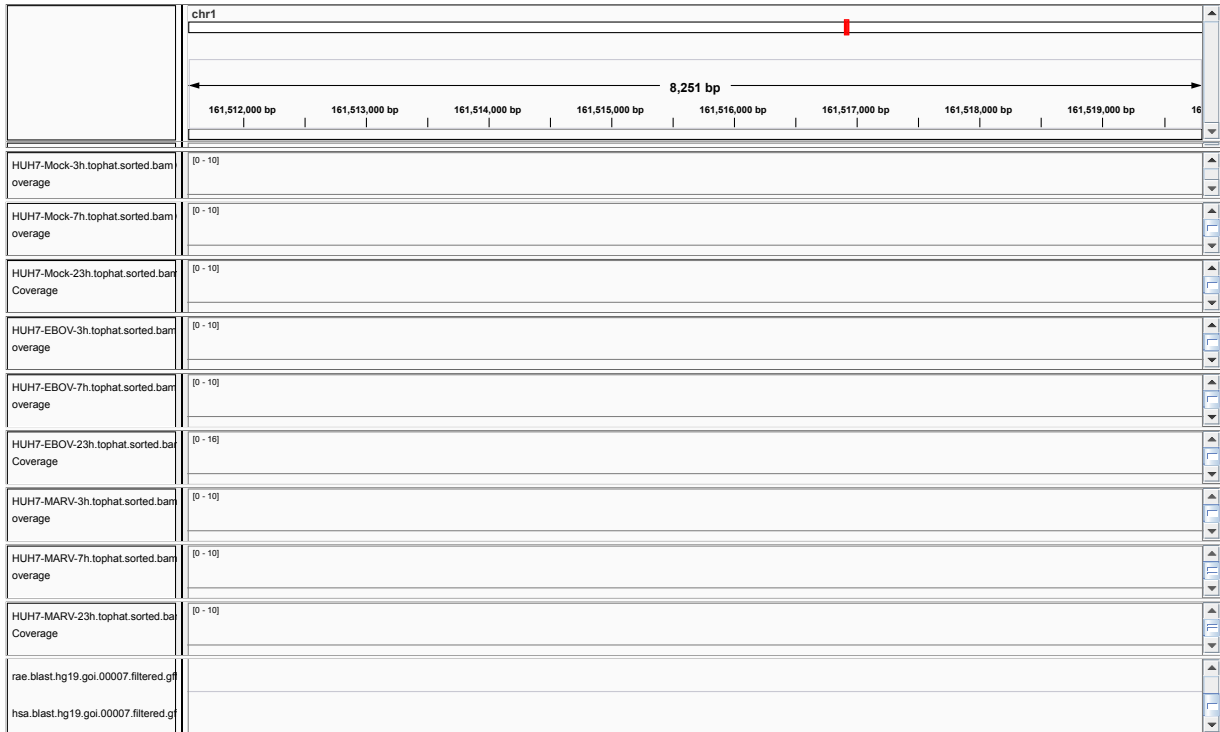 chr1
8,251 bp
161,512,000 bp 161,513,000 bp 161,514,000 bp 161,515,000 bp 161,516,000 bp 161,517,000 bp 161,518,000 bp 161,519,000 bp 16
HUH7-Mock-3h.tophat.sorted.bam [0 - 10]
overage
HUH7-Mock-7h.tophat.sorted.bam [0 - 10]
overage
HUH7-Mock-23h.tophat.sorted.bam [0 - 10]
Coverage
HUH7-EBOV-3h.tophat.sorted.bam [0 - 10]
overage
HUH7-EBOV-7h.tophat.sorted.bam [0 - 10]
overage
HUH7-EBOV-23h.tophat.sorted.bar [0 - 16]
Coverage
HUH7-MARV-3h.tophat.sorted.bam [0 - 10]
overage
HUH7-MARV-7h.tophat.sorted.bam [0 - 10]
overage
HUH7-MARV-23h.tophat.sorted.ba [0 - 10]
Coverage
rae.blast.hg19.goi.00007.filtered.gff
hsa.blast.hg19.goi.00007.filtered.gf